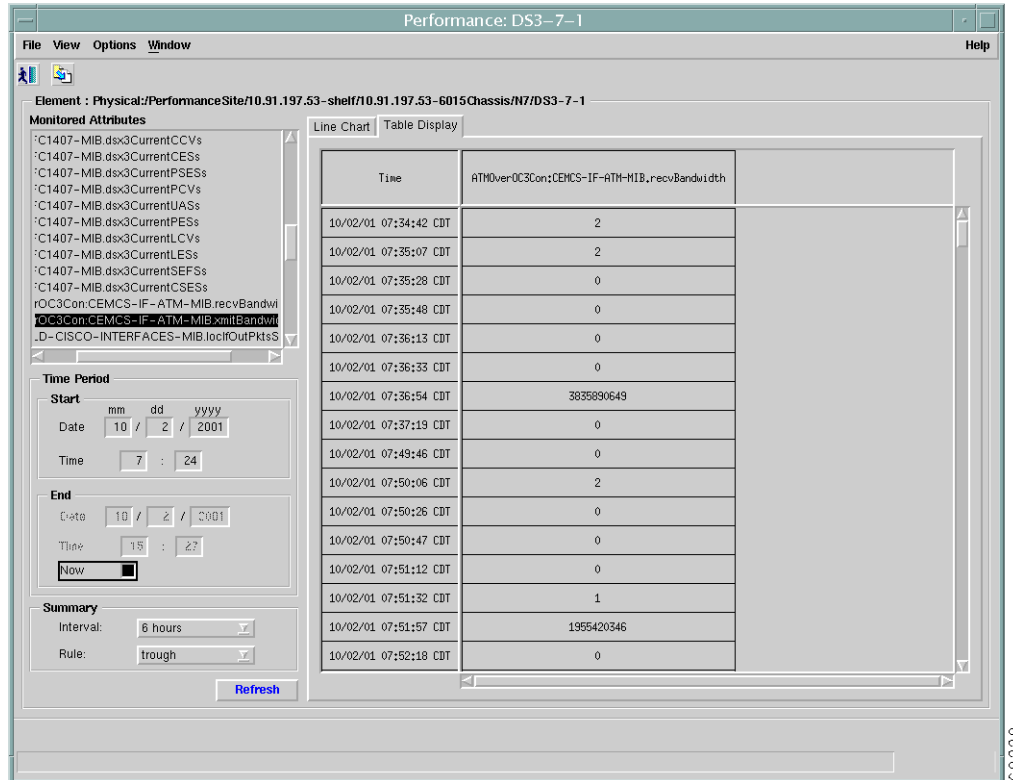 Performance: DS3-7-1
File View Options Window Help
Element : Physical:/PerformanceSite/10.91.197.53-shelf/10.91.197.53-6015Chassis/N7/DS3-7-1
Monitored Attributes
C1407-MIB.dsx3CurrentCCVs
C1407-MIB.dsx3CurrentCESs
C1407-MIB.dsx3CurrentPSESs
C1407-MIB.dsx3CurrentPCVs
C1407-MIB.dsx3CurrentUASs
C1407-MIB.dsx3CurrentPESs
C1407-MIB.dsx3CurrentLCVs
C1407-MIB.dsx3CurrentLESs
C1407-MIB.dsx3CurrentSEFSs
C1407-MIB.dsx3CurrentCSESs
rOC3Con:CEMCS-IF-ATM-MIB.recvBandwi
rOC3Con:CEMCS-IF-ATM-MIB.xmitBandwi
D-CISCO-INTERFACES-MIB.locIfOutPktsS
Time Period
Start
mm dd yyyy
Date 10 / 2 / 2001
Time 7 : 24
End
Date 10 / 2 / 2001
Time 15 : 27
Now
Summary
Interval: 6 hours
Rule: trough
Refresh
Line Chart Table Display
Time ATMOverOC3Con:CEMCS-IF-ATM-MIB.recvBandwidth
10/02/01 07:34:42 CDT 2
10/02/01 07:35:07 CDT 2
10/02/01 07:35:28 CDT 0
10/02/01 07:35:48 CDT 0
10/02/01 07:36:13 CDT 0
10/02/01 07:36:33 CDT 0
10/02/01 07:36:54 CDT 3835890649
10/02/01 07:37:19 CDT 0
10/02/01 07:49:46 CDT 0
10/02/01 07:50:06 CDT 2
10/02/01 07:50:26 CDT 0
10/02/01 07:50:47 CDT 0
10/02/01 07:51:12 CDT 0
10/02/01 07:51:32 CDT 1
10/02/01 07:51:57 CDT 1955420346
10/02/01 07:52:18 CDT 0